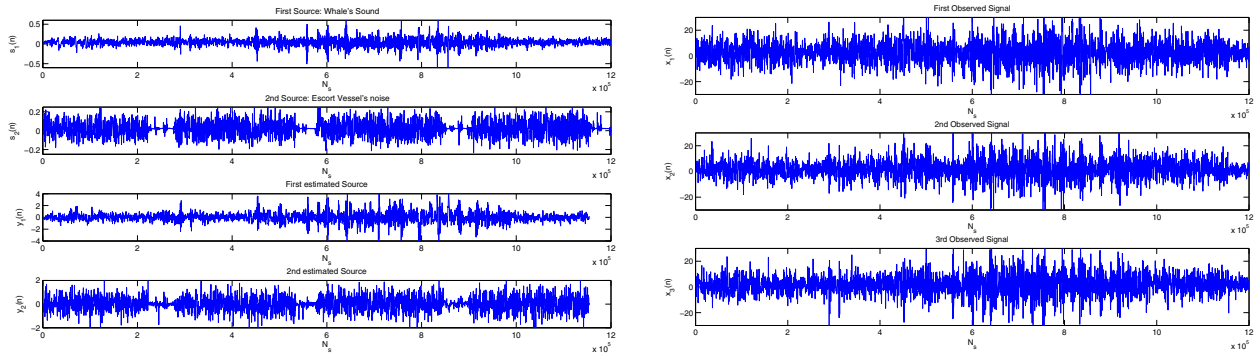 First Source: Whale's Sound
0.5
0
−0.5
s1(n)
0 2 4 6 8 10 12
Ns
x 10^5
2nd Source: Escort Vessel's noise
0.2
0
−0.2
s2(n)
0 2 4 6 8 10 12
Ns
x 10^5
First estimated Source
4
2
0
−2
−4
y1(n)
0 2 4 6 8 10 12
Ns
x 10^5
2nd estimated Source
2
0
−2
y2(n)
0 2 4 6 8 10 12
Ns
x 10^5
First Observed Signal
20
0
−20
x1(n)
0 2 4 6 8 10 12
Ns
x 10^5
2nd Observed Signal
20
0
−20
x2(n)
0 2 4 6 8 10 12
Ns
x 10^5
3rd Observed Signal
20
0
−20
x3(n)
0 2 4 6 8 10 12
Ns
x 10^5